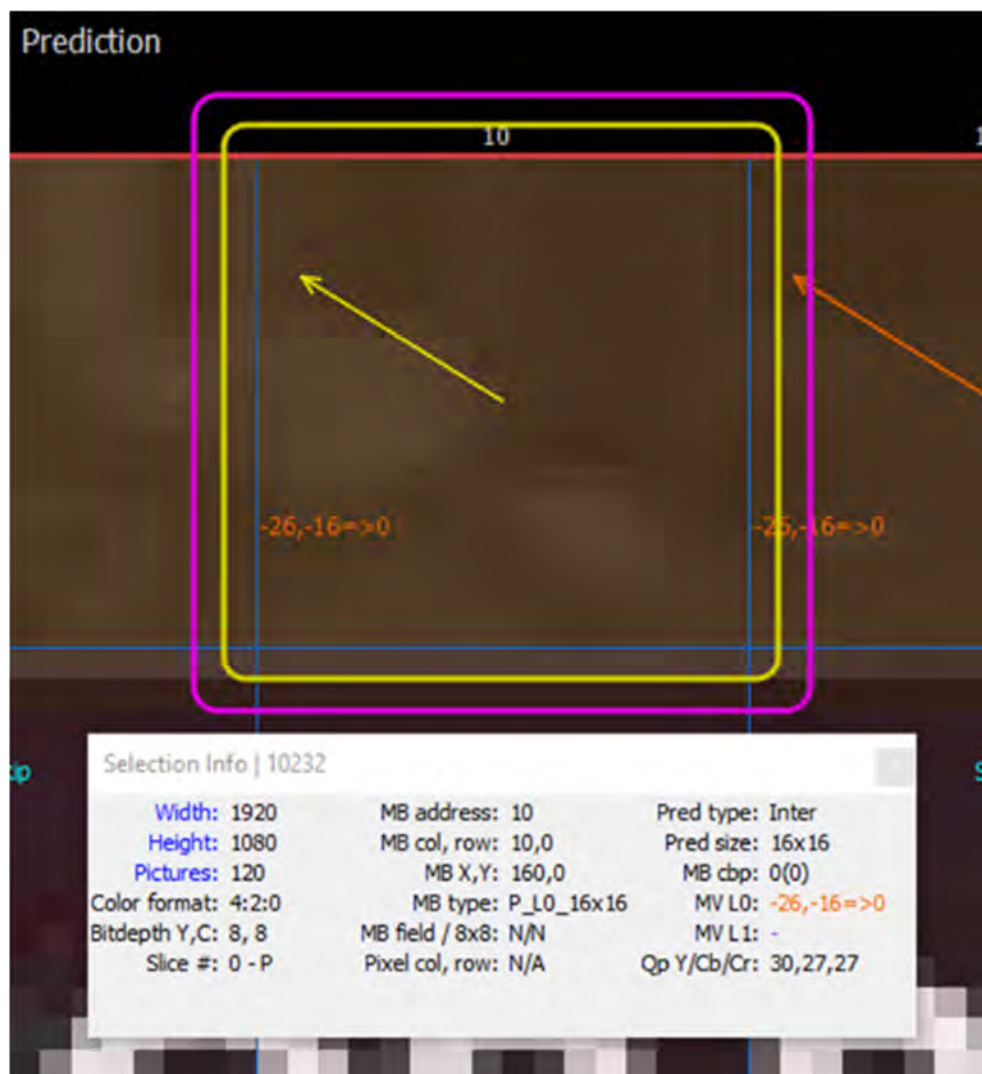 Prediction
10
-26,-16=>0 -26,-16=>0
Selection Info | 10232
Width: 1920 MB address: 10 Pred type: Inter
Height: 1080 MB col, row: 10,0 Pred size: 16x16
Pictures: 120 MB X,Y: 160,0 MB cbp: 0(0)
Color format: 4:2:0 MB type: P_L0_16x16 MV L0: -26,-16=>0
Bitdepth Y,C: 8, 8 MB field / 8x8: N/N MV L1: -
Slice #: 0 - P Pixel col, row: N/A Qp Y/Cb/Cr: 30,27,27